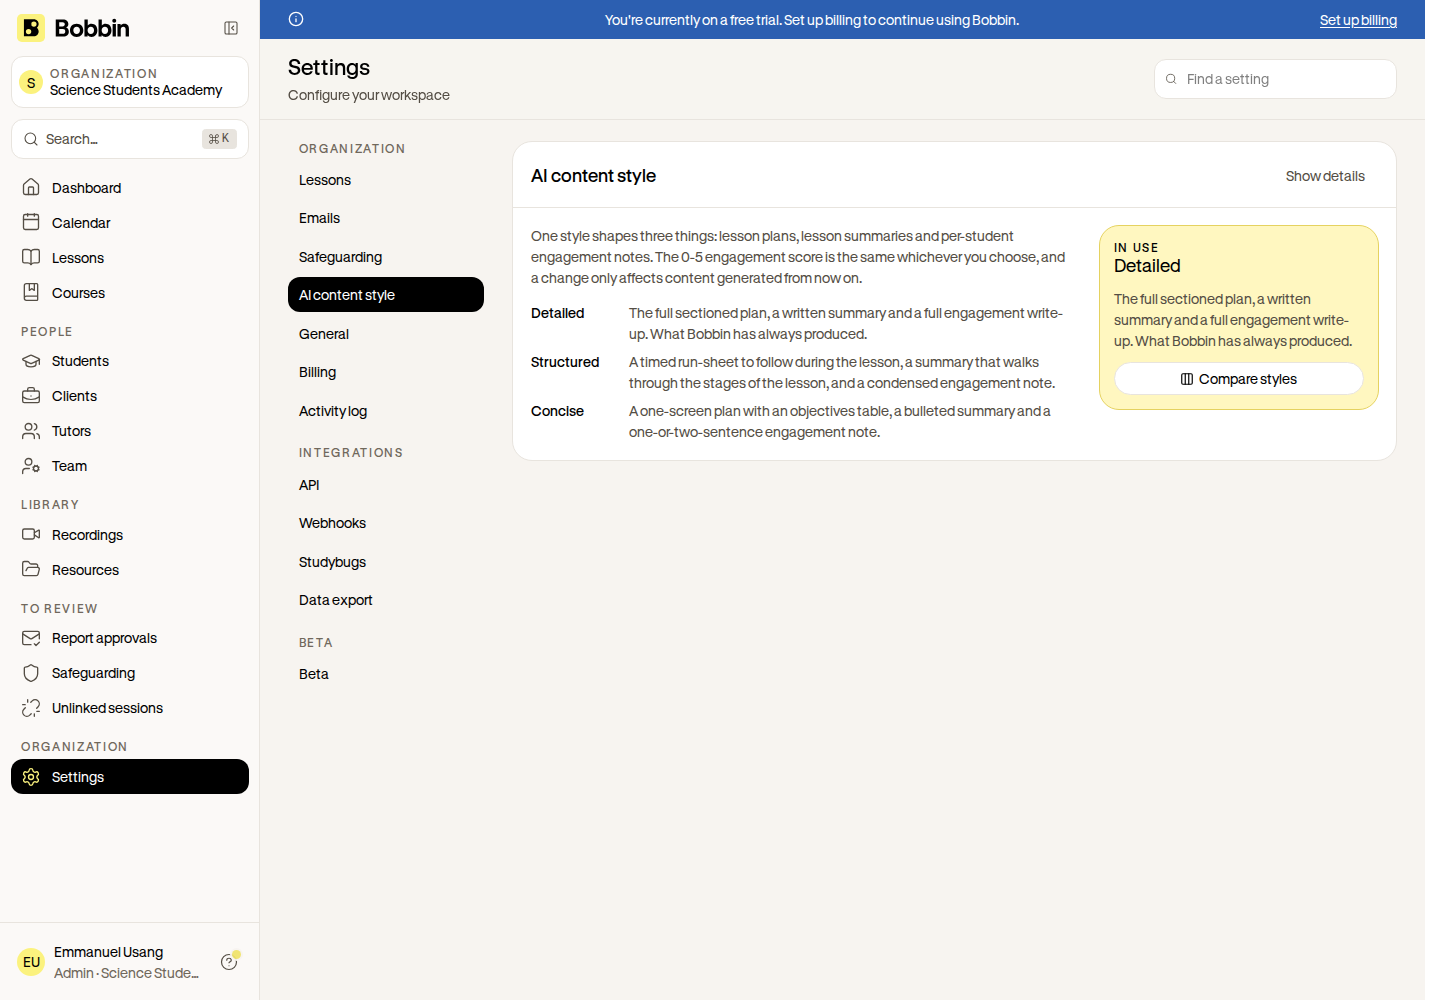 Bobbin
ORGANIZATION
S
Science Students Academy
Search...
⌘ K
Dashboard
Calendar
Lessons
Courses
PEOPLE
Students
Clients
Tutors
Team
LIBRARY
Recordings
Resources
TO REVIEW
Report approvals
Safeguarding
Unlinked sessions
ORGANIZATION
Settings
EU
Emmanuel Usang
Admin · Science Stude...
You're currently on a free trial. Set up billing to continue using Bobbin.
Set up billing
Settings
Configure your workspace
Find a setting
ORGANIZATION
Lessons
Emails
Safeguarding
AI content style
General
Billing
Activity log
INTEGRATIONS
API
Webhooks
Studybugs
Data export
BETA
Beta
AI content style
Show details
One style shapes three things: lesson plans, lesson summaries and per-student
engagement notes. The 0-5 engagement score is the same whichever you choose, and
a change only affects content generated from now on.
Detailed
The full sectioned plan, a written summary and a full engagement write-
up. What Bobbin has always produced.
Structured
A timed run-sheet to follow during the lesson, a summary that walks
through the stages of the lesson, and a condensed engagement note.
Concise
A one-screen plan with an objectives table, a bulleted summary and a
one-or-two-sentence engagement note.
IN USE
Detailed
The full sectioned plan, a written
summary and a full engagement write-
up. What Bobbin has always produced.
Compare styles